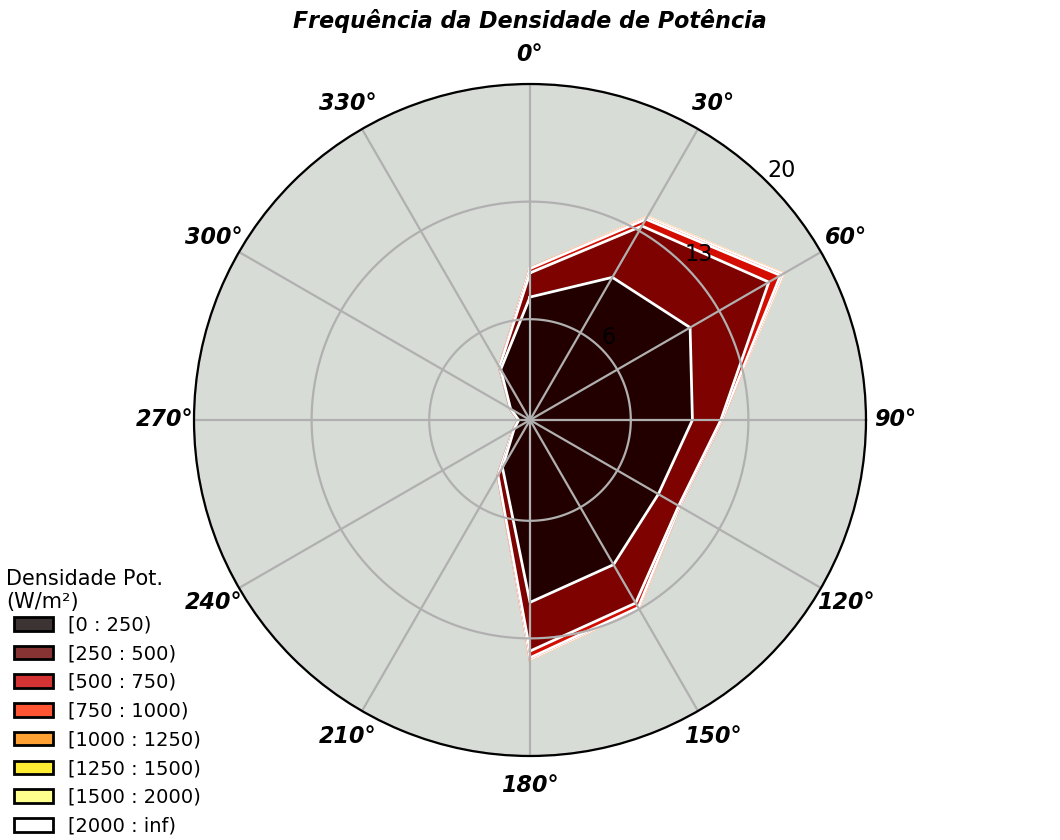 Frequência da Densidade de Potência
0°
330°
30°
20
300°
60°
13
6
270°
90°
Densidade Pot.
(W/m²)
240°
120°
[0 : 250)
[250 : 500)
[500 : 750)
[750 : 1000)
210°
150°
[1000 : 1250)
[1250 : 1500)
180°
[1500 : 2000)
[2000 : inf)